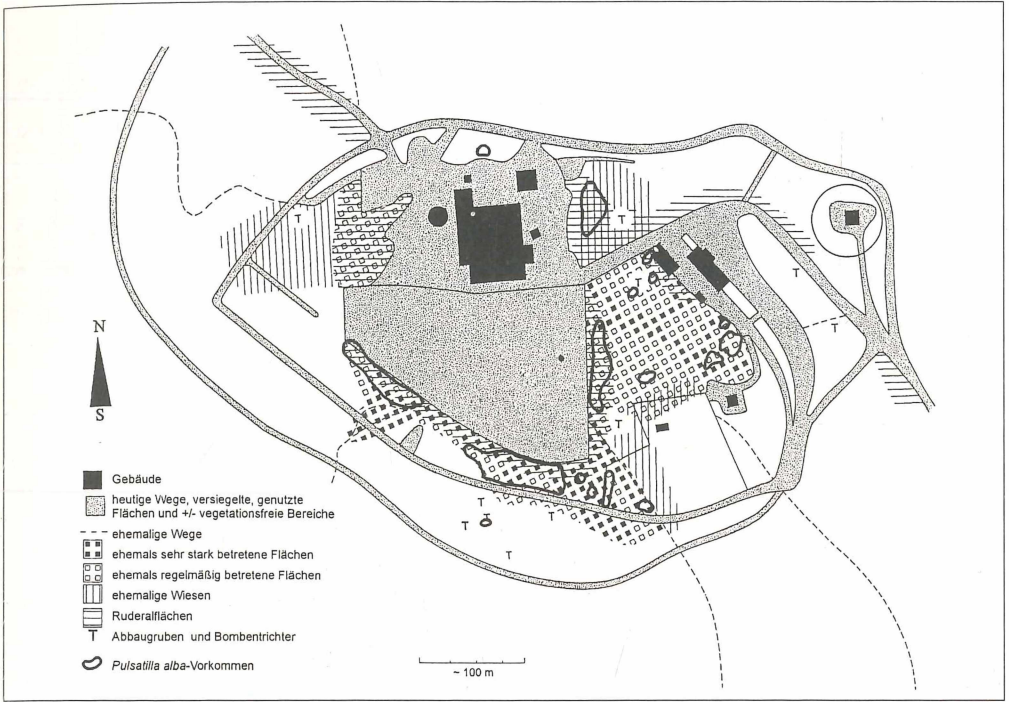 N
S
Gebäude
heutige Wege, versiegelte, genutzte
Flächen und +/- vegetationsfreie Bereiche
ehemalige Wege
ehemals sehr stark betretene Flächen
ehemals regelmäßig betretene Flächen
ehemalige Wiesen
Ruderalflächen
T Abbaugruben und Bombentrichter
Pulsatilla alba-Vorkommen
~ 100 m
T
T
T
T
T
T
T
T
T
T
T